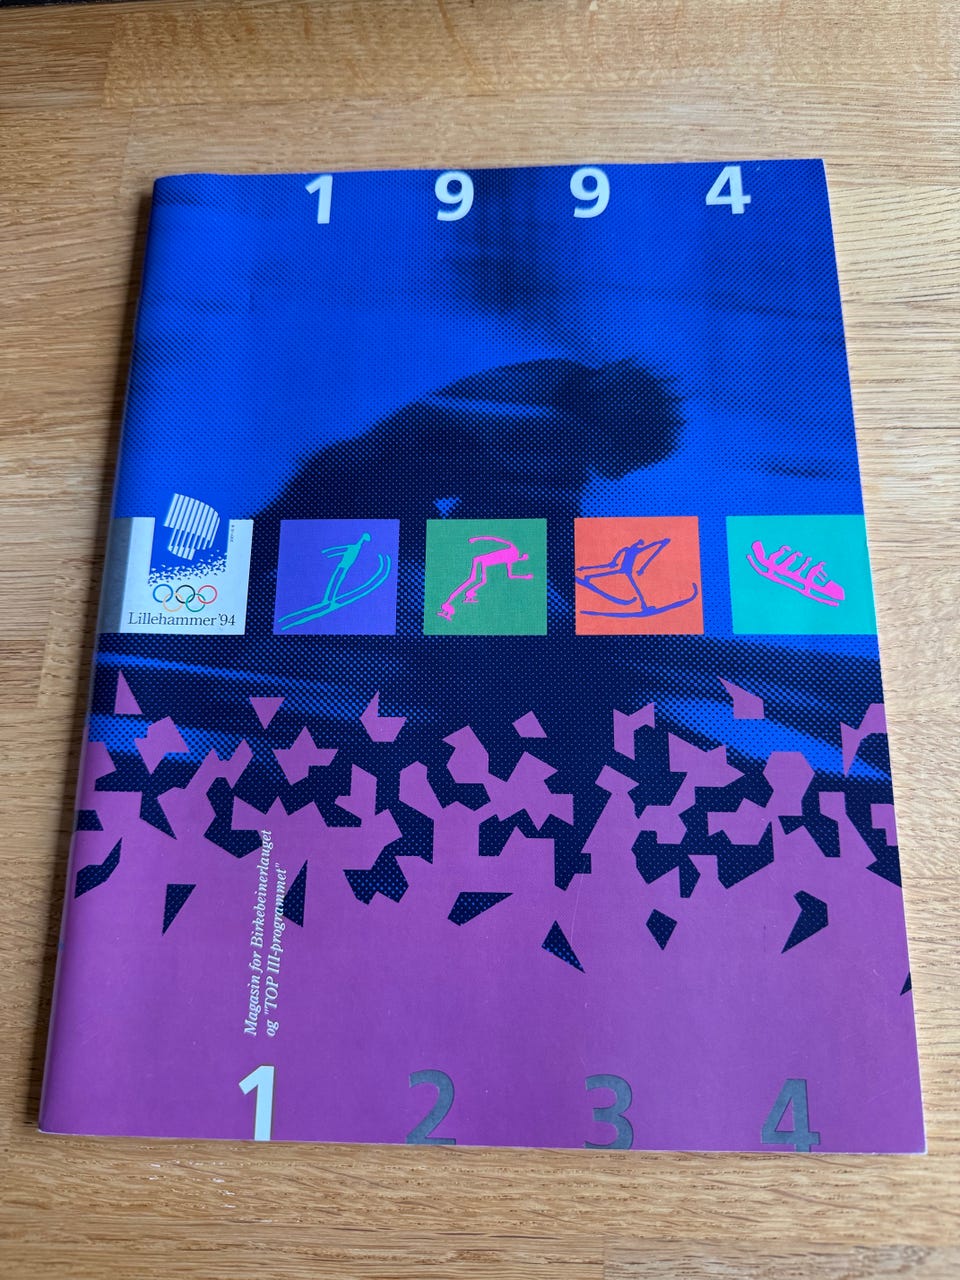 1 9 9 4
Lillehammer'94
Magasin for Birkebeinerlauget
og "TOP III-programmet"
1 2 3 4